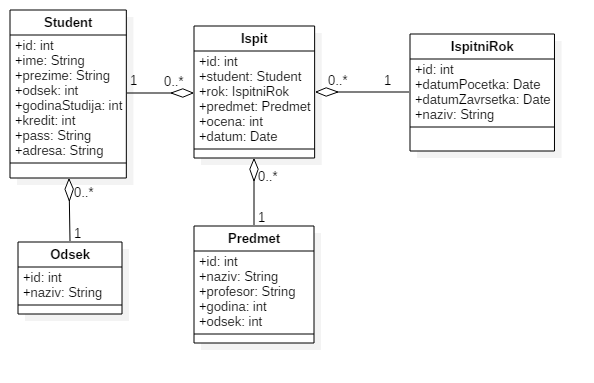 Student
+id: int
+ime: String
+prezime: String
+odsek: int
+godinaStudija: int
+kredit: int
+pass: String
+adresa: String
1
0..*
Ispit
+id: int
+student: Student
+rok: IspitniRok
+predmet: Predmet
+ocena: int
+datum: Date
0..*
1
IspitniRok
+id: int
+datumPocetka: Date
+datumZavrsetka: Date
+naziv: String
0..*
1
Odsek
+id: int
+naziv: String
0..*
1
Predmet
+id: int
+naziv: String
+profesor: String
+godina: int
+odsek: int